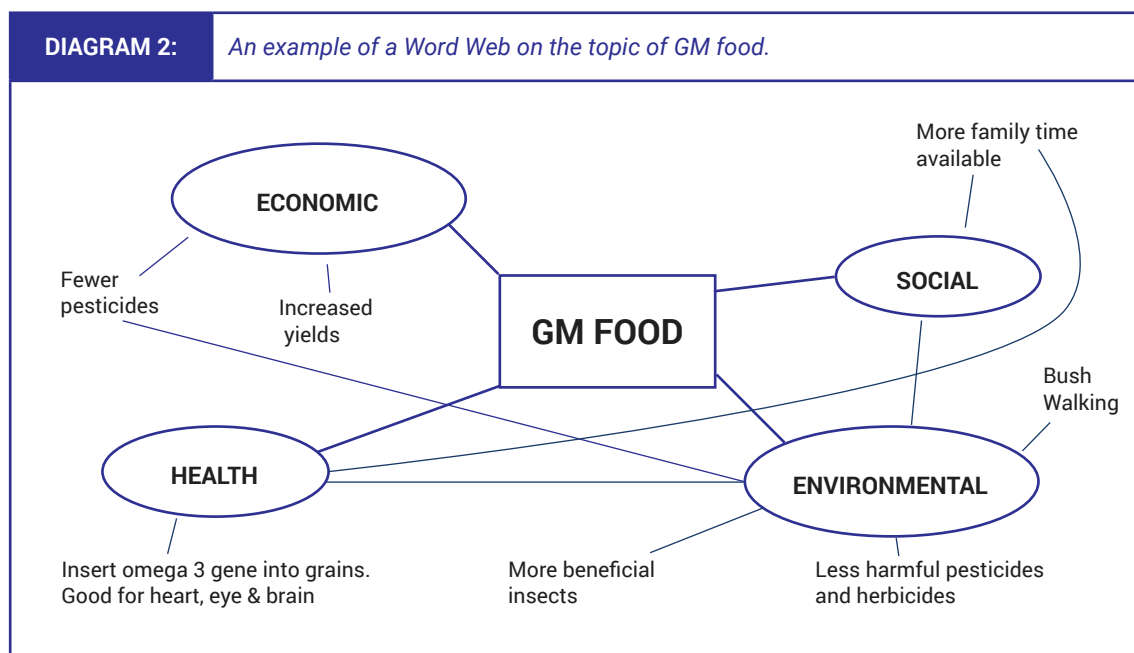 DIAGRAM 2:
An example of a Word Web on the topic of GM food.
More family time
available
ECONOMIC
SOCIAL
Fewer
pesticides
Increased
yields
GM FOOD
Bush
Walking
HEALTH
ENVIRONMENTAL
Insert omega 3 gene into grains.
Good for heart, eye & brain
More beneficial
insects
Less harmful pesticides
and herbicides